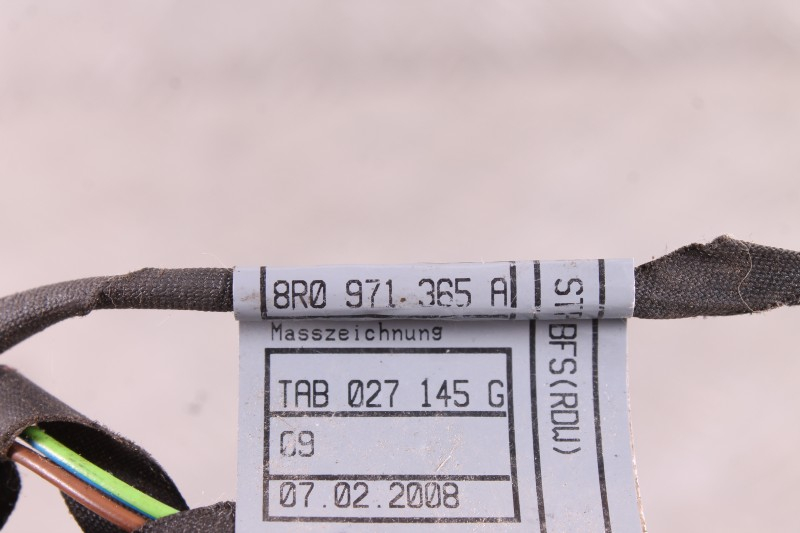 8R0 971 365 A
Masszeichnung
TAB 027 145 G
09
07.02.2008
BFS(RDW)